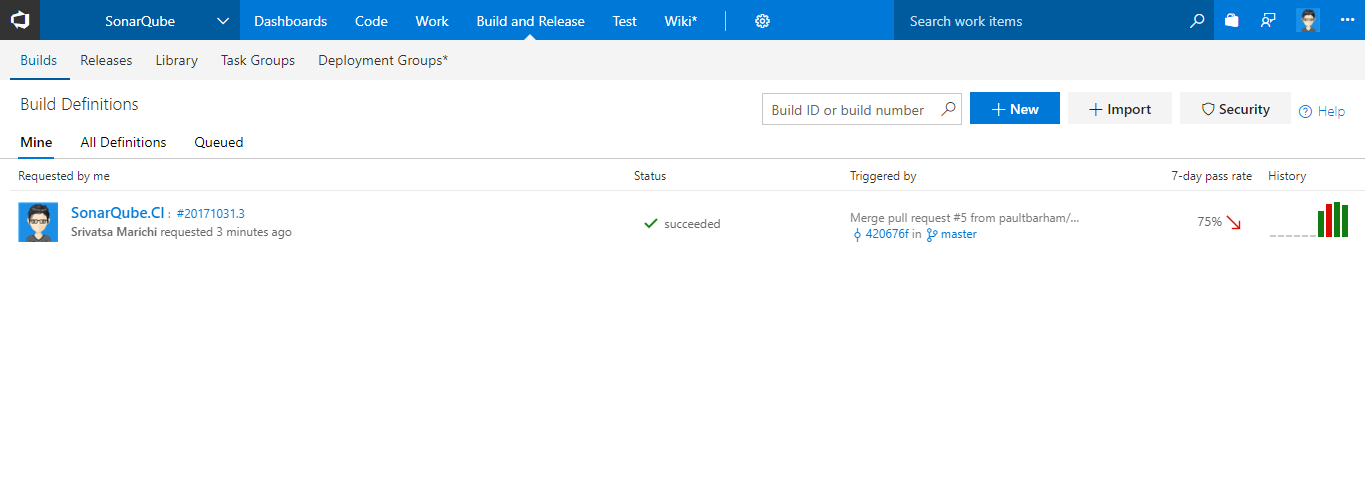 SonarQube Dashboards Code Work Build and Release Test Wiki* Search work items
Builds Releases Library Task Groups Deployment Groups*
Build Definitions Build ID or build number New Import Security Help
Mine All Definitions Queued
Requested by me Status Triggered by 7-day pass rate History
SonarQube.CI : #20171031.3
Srivatsa Marichi requested 3 minutes ago
succeeded
Merge pull request #5 from paultbarham/...
420676f in master
75%